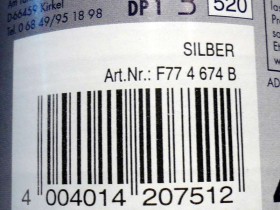 D-66459 Kirkel
Tel. 0 68 49/95 18 98
DP 1 3
520
SILBER
Art.Nr.: F77 4 674 B
4 004014 207512